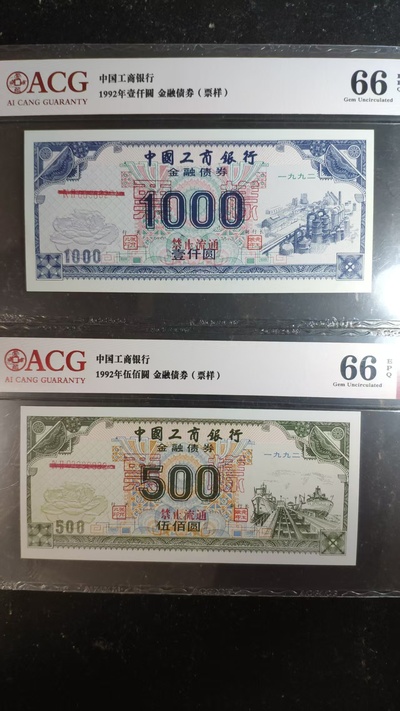 ACG
AI CANG GUARANTY
中国工商银行
1992年壹仟圆 金融债券（票样）
66
EPQ
Gem Uncirculated
中國工商銀行
金融债券
一九九二
1000
禁止流通
壹仟圆
1000
ACG
AI CANG GUARANTY
中国工商银行
1992年伍佰圆 金融债券（票样）
66
EPQ
Gem Uncirculated
中國工商銀行
金融债券
一九九二
500
禁止流通
伍佰圆
500